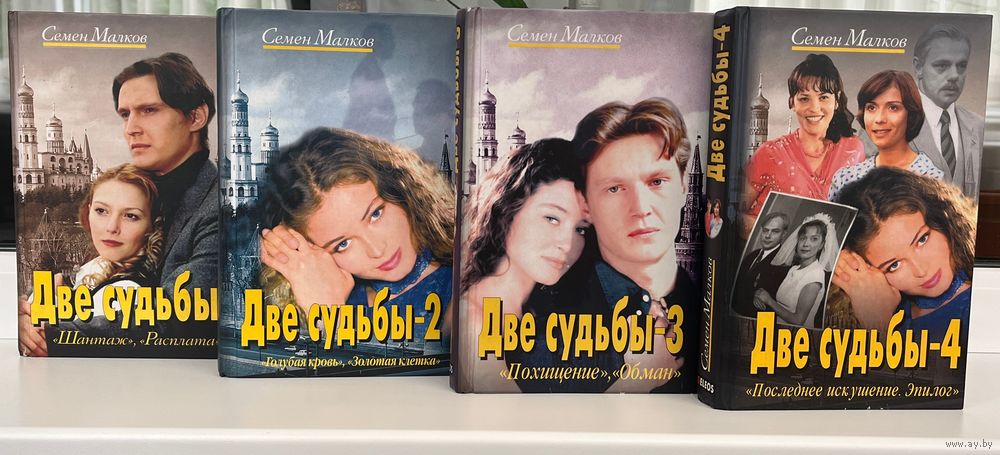 Семен Малков
Две судьбы
«Шантаж», «Расплата»
Семен Малков
Две судьбы-2
«Голубая кровь», «Золотая клетка»
Семен Малков
Две судьбы-3
«Похищение», «Обман»
Две судьбы-4
Семен Малков
ELEOS
Семен Малков
Две судьбы-4
«Последнее искушение. Эпилог»
www.ay.by